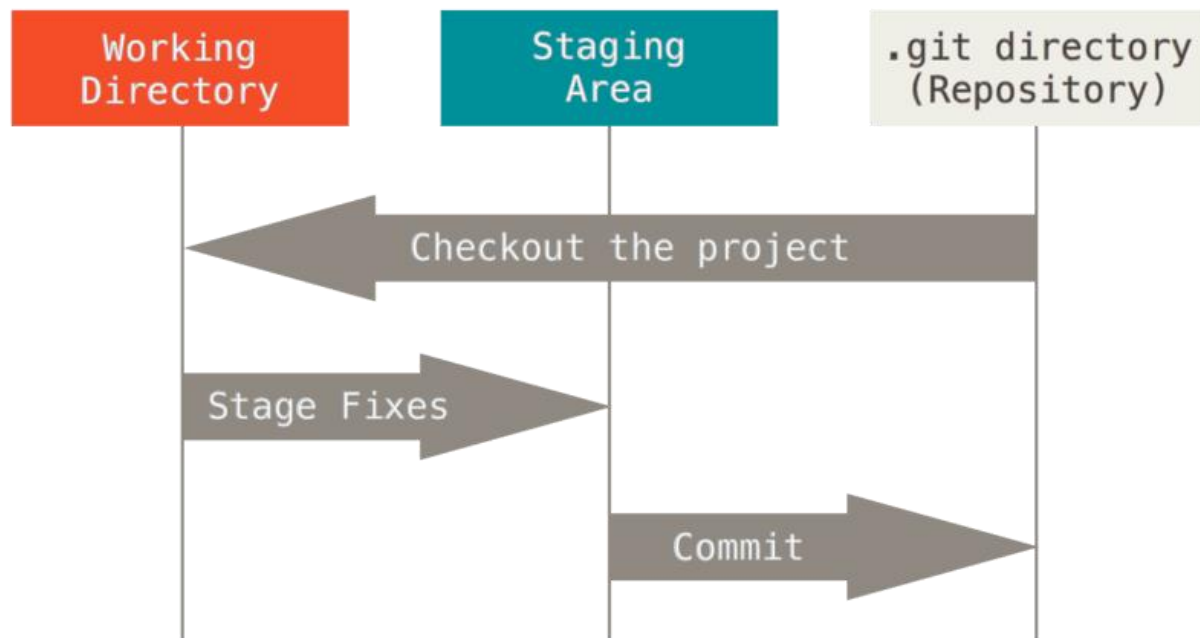 Working
Directory
Staging
Area
.git directory
(Repository)
Checkout the project
Stage Fixes
Commit